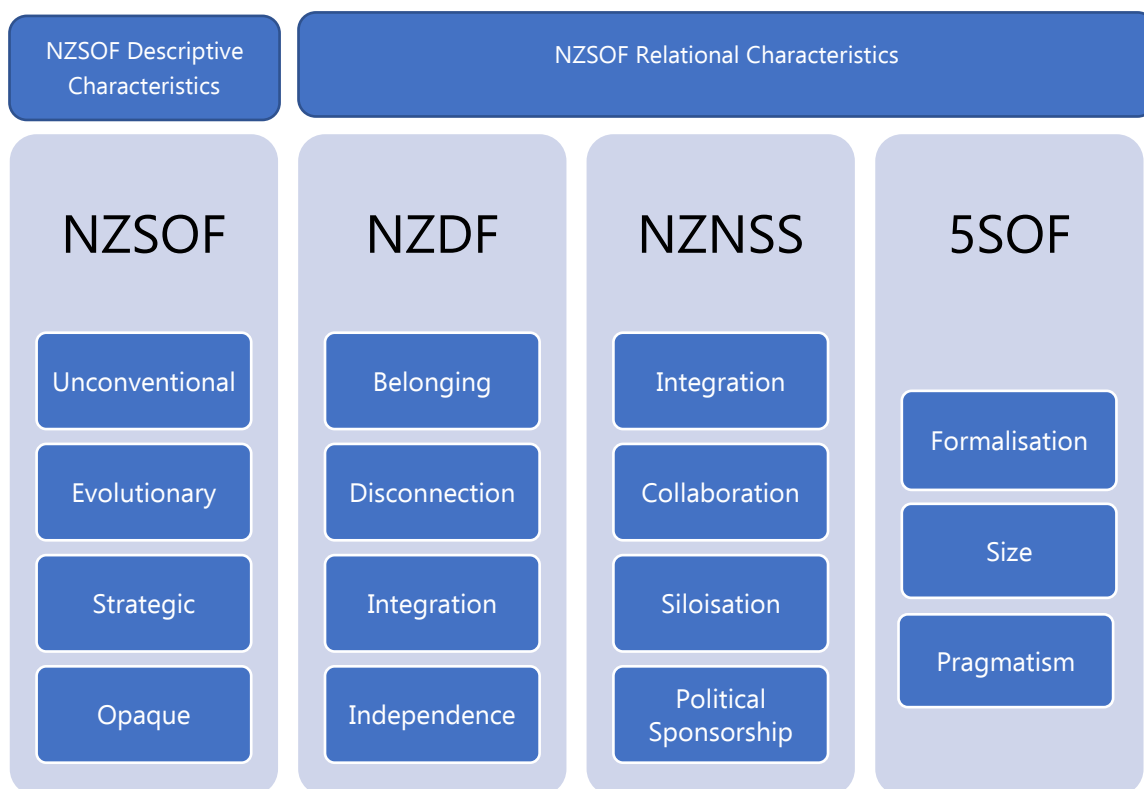 NZSOF Descriptive
Characteristics
NZSOF Relational Characteristics
NZSOF
Unconventional
Evolutionary
Strategic
Opaque
NZDF
Belonging
Disconnection
Integration
Independence
NZNSS
Integration
Collaboration
Siloisation
Political
Sponsorship
5SOF
Formalisation
Size
Pragmatism